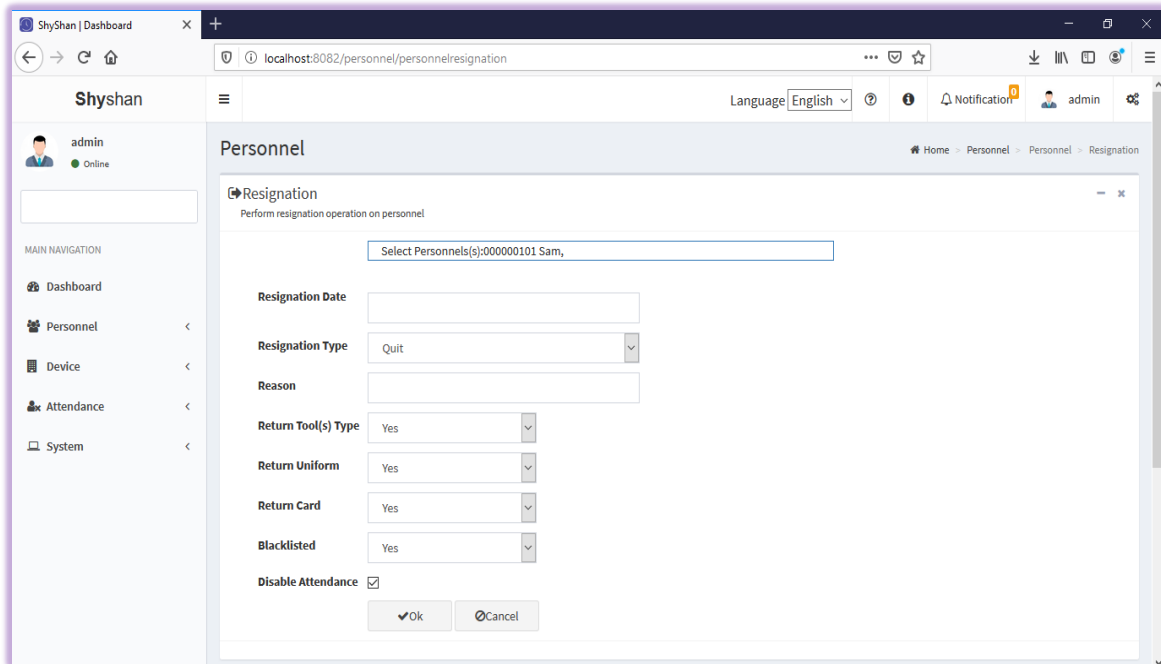 ShyShan | Dashboard
localhost:8082/personnel/personnelresignation
Shyshan
Language English
Notification 0
admin
admin
Online
MAIN NAVIGATION
Dashboard
Personnel
Device
Attendance
System
Personnel
Home > Personnel > Personnel > Resignation
Resignation
Perform resignation operation on personnel
Select Personnels(s):000000101 Sam,
Resignation Date
Resignation Type Quit
Reason
Return Tool(s) Type Yes
Return Uniform Yes
Return Card Yes
Blacklisted Yes
Disable Attendance
Ok Cancel